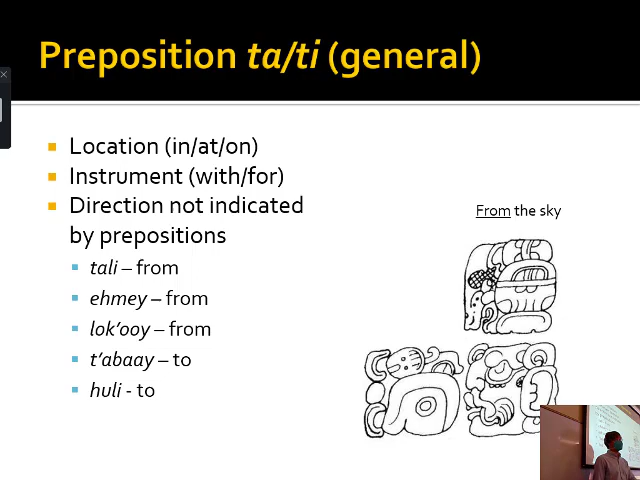 Preposition ta/ti (general)
Location (in/at/on)
Instrument (with/for)
Direction not indicated
by prepositions
tali – from
ehmey – from
lok'ooy – from
t'abaay – to
huli - to
From the sky